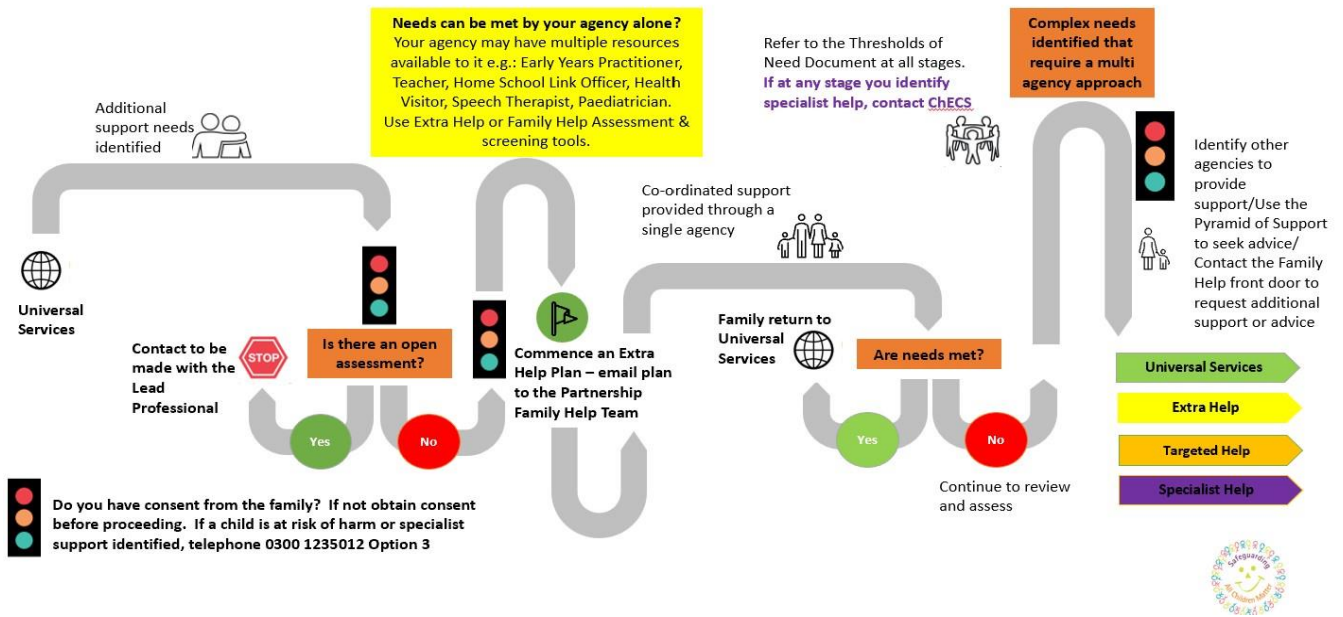 Additional
support needs
identified
Universal
Services
Needs can be met by your agency alone?
Your agency may have multiple resources
available to it e.g.: Early Years Practitioner,
Teacher, Home School Link Officer, Health
Visitor, Speech Therapist, Paediatrician.
Use Extra Help or Family Help Assessment &
screening tools.
Is there an open
assessment?
STOP
Contact to be
made with the
Lead
Professional
Yes
No
Commence an Extra
Help Plan – email plan
to the Partnership
Family Help Team
Co-ordinated support
provided through a
single agency
Refer to the Thresholds of
Need Document at all stages.
If at any stage you identify
specialist help, contact ChECS
Are needs met?
Family return to
Universal
Services
Yes
No
Continue to review
and assess
Complex needs
identified that
require a multi
agency approach
Identify other
agencies to
provide
support/Use the
Pyramid of Support
to seek advice/
Contact the Family
Help front door to
request additional
support or advice
Universal Services
Extra Help
Targeted Help
Specialist Help
Do you have consent from the family? If not obtain consent
before proceeding. If a child is at risk of harm or specialist
support identified, telephone 0300 1235012 Option 3
Safeguarding
All Children Matter